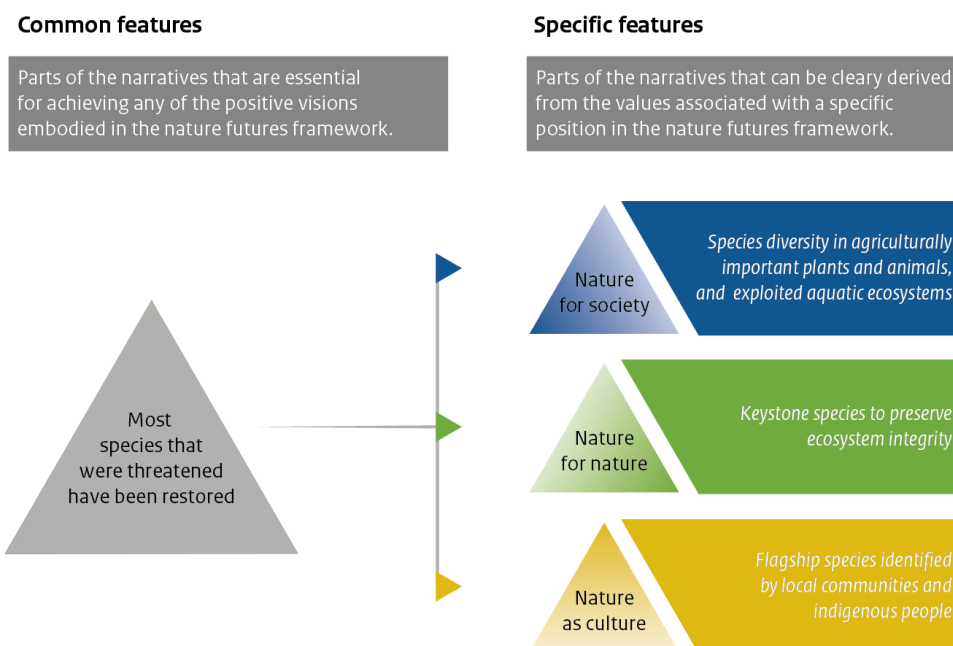 Common features
Parts of the narratives that are essential
for achieving any of the positive visions
embodied in the nature futures framework.
Most
species that
were threatened
have been restored
Specific features
Parts of the narratives that can be cleary derived
from the values associated with a specific
position in the nature futures framework.
Nature
for society
Species diversity in agriculturally
important plants and animals,
and exploited aquatic ecosystems
Nature
for nature
Keystone species to preserve
ecosystem integrity
Nature
as culture
Flagship species identified
by local communities and
indigenous people